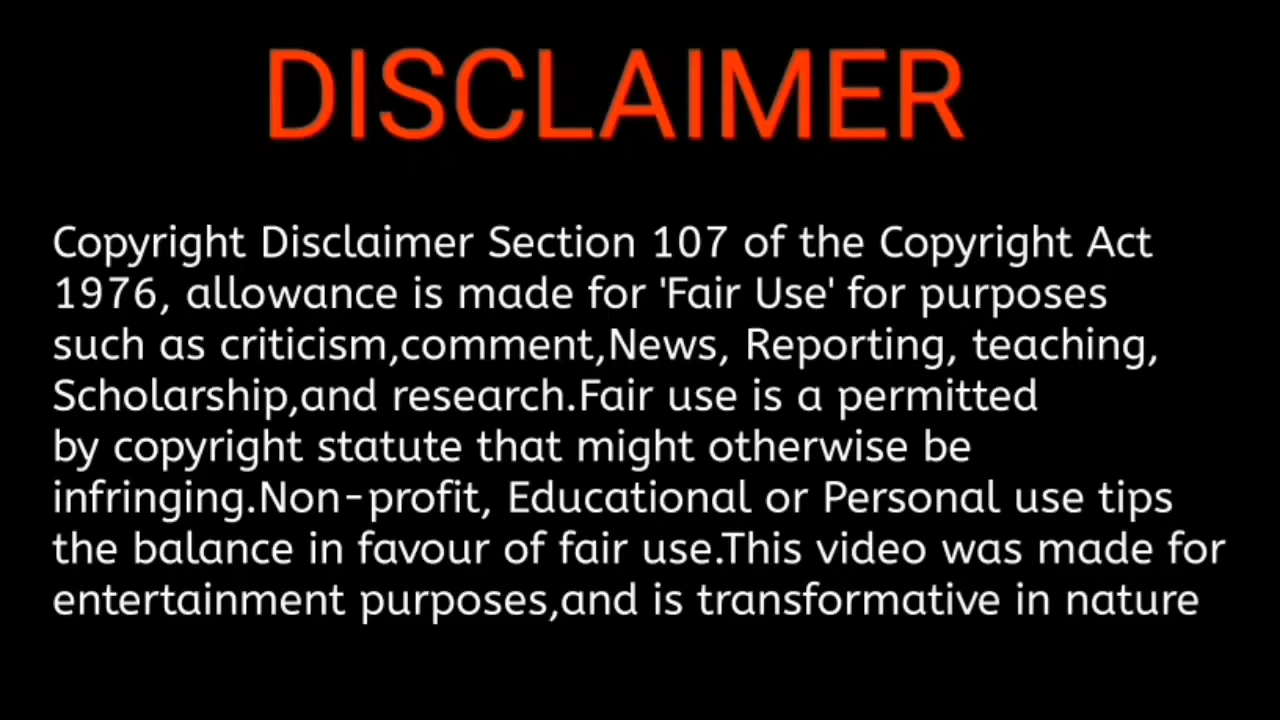 DISCLAIMER
Copyright Disclaimer Section 107 of the Copyright Act
1976, allowance is made for 'Fair Use' for purposes
such as criticism,comment,News, Reporting, teaching,
Scholarship,and research.Fair use is a permitted
by copyright statute that might otherwise be
infringing.Non-profit, Educational or Personal use tips
the balance in favour of fair use.This video was made for
entertainment purposes,and is transformative in nature